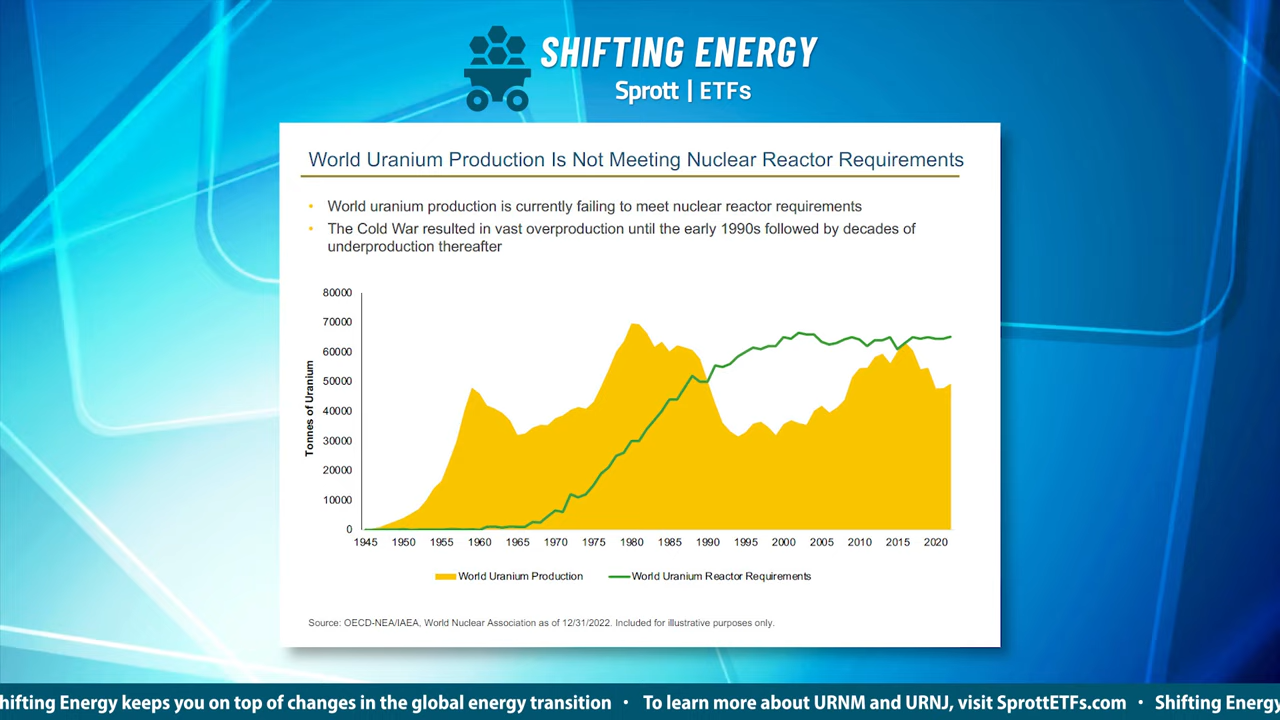 SHIFTING ENERGY
Sprott | ETFs
World Uranium Production Is Not Meeting Nuclear Reactor Requirements
• World uranium production is currently failing to meet nuclear reactor requirements
• The Cold War resulted in vast overproduction until the early 1990s followed by decades of
underproduction thereafter
Tonnes of Uranium
80000
70000
60000
50000
40000
30000
20000
10000
0
1945 1950 1955 1960 1965 1970 1975 1980 1985 1990 1995 2000 2005 2010 2015 2020
World Uranium Production World Uranium Reactor Requirements
Source: OECD-NEA/IAEA, World Nuclear Association as of 12/31/2022. Included for illustrative purposes only.
hifting Energy keeps you on top of changes in the global energy transition • To learn more about URNM and URNJ, visit SprottETFs.com • Shifting Energy